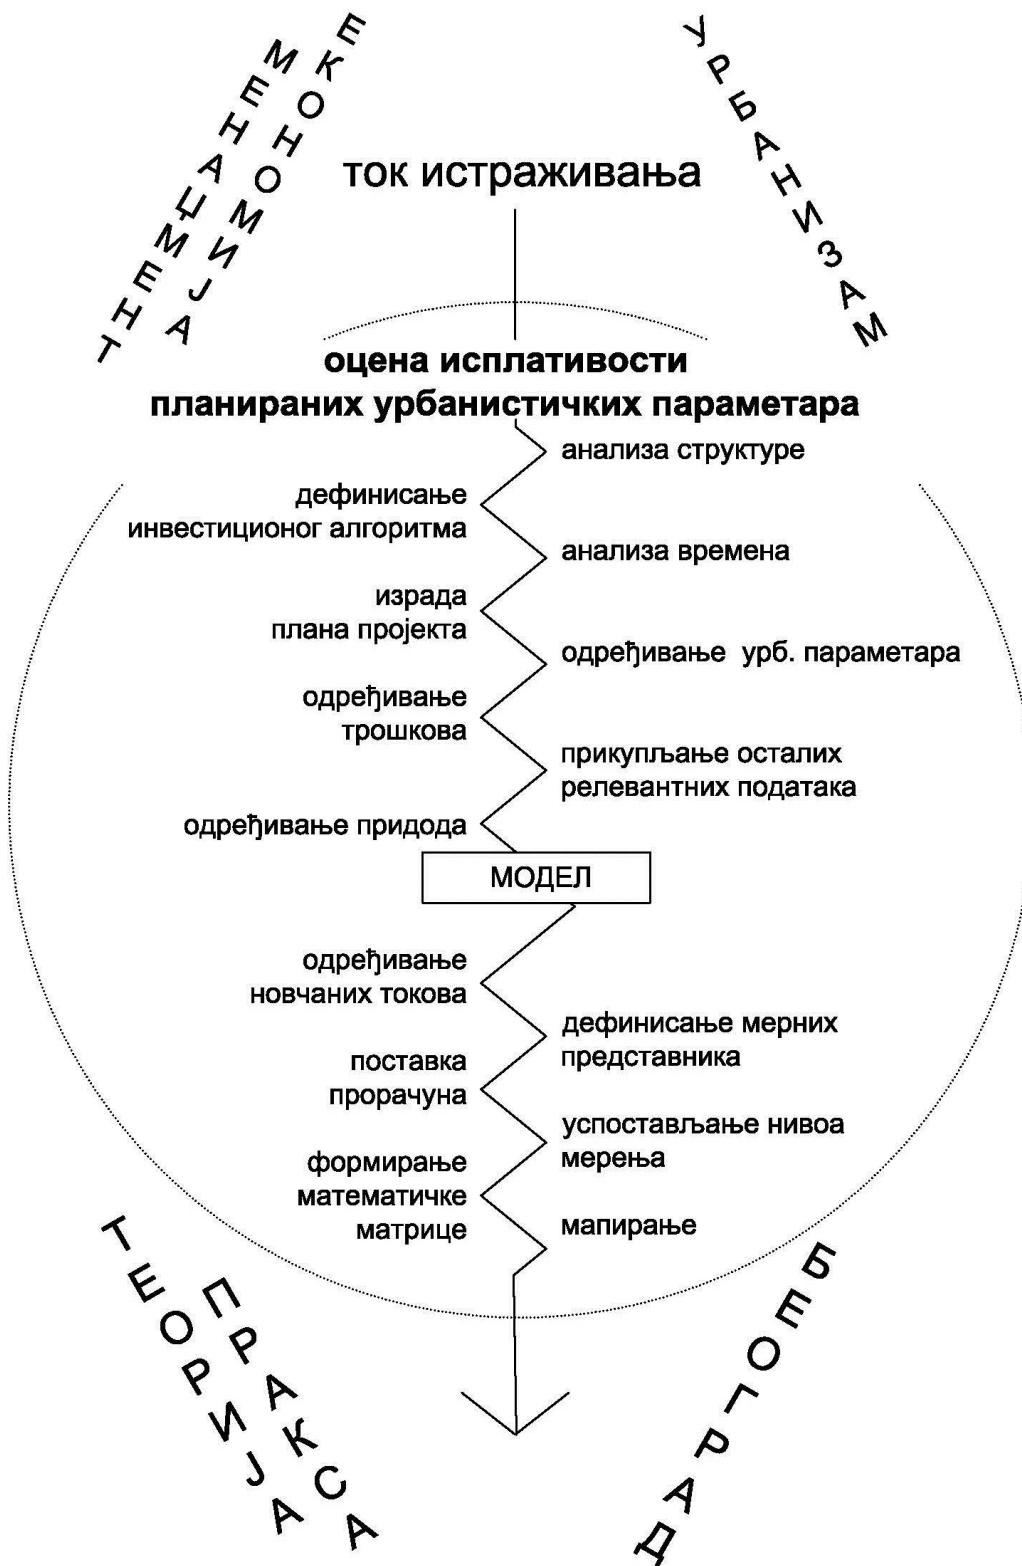 МЕНАЏМЕНТ
ЕКОНОМИЈА
УРБАНИЗАМ
ток истраживања
оцена исплативости
планираних урбанистичких параметара
анализа структуре
дефинисање
инвестиционог алгоритма
анализа времена
израда
плана пројекта
одређивање урб. параметара
одређивање
трошкова
прикупљање осталих
релевантних података
одређивање придода
МОДЕЛ
одређивање
новчаних токова
дефинисање мерних
представника
поставка
прорачуна
успостављање нивоа
мерења
формирање
математичке
матрице
мапирање
ТЕОРИЈА
ПРАКСА
БЕОГРАД